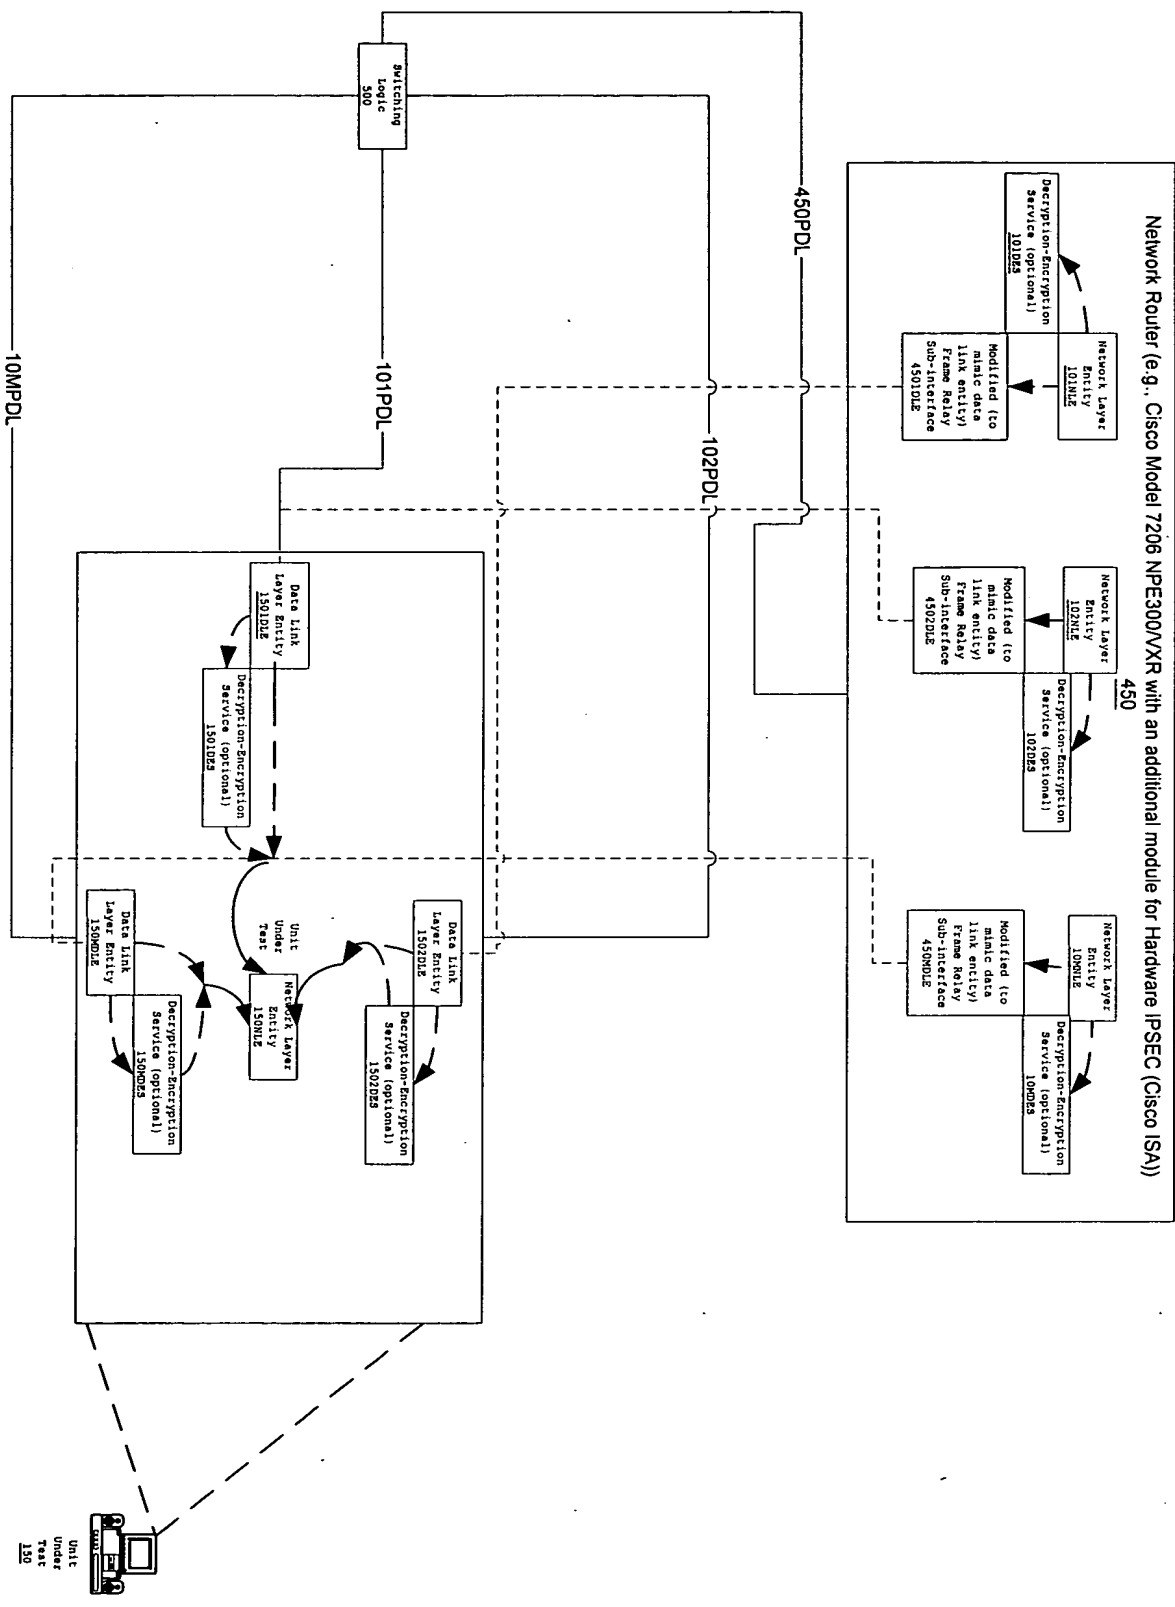 Network Router (e.g., Cisco Model 7206 NPE300/VXR with an additional module for Hardware IPSEC (Cisco ISA))
450
Network Layer
Entity
101NLE
Decryption-Encryption
Service (optional)
101DES
Modified (to
mimic data
link entity)
Frame Relay
Sub-interface
4501DLE
Network Layer
Entity
102NLE
Decryption-Encryption
Service (optional)
102DES
Modified (to
mimic data
link entity)
Frame Relay
Sub-interface
4502DLE
Network Layer
Entity
10MNLE
Decryption-Encryption
Service (optional)
10MDES
Modified (to
mimic data
link entity)
Frame Relay
Sub-interface
450MDLE
450PDL
102PDL
Switching
Logic
500
101PDL
10MPDL
Data Link
Layer Entity
1502DLE
Decryption-Encryption
Service (optional)
1502DES
Data Link
Layer Entity
1501DLE
Decryption-Encryption
Service (optional)
1501DES
Unit
Under
Test
Network Layer
Entity
150NLE
Data Link
Layer Entity
150MDLE
Decryption-Encryption
Service (optional)
150MDES
Unit
Under
Test
150